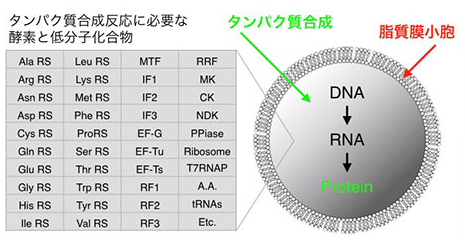 タンパク質合成反応に必要な
酵素と低分子化合物
Ala RS Leu RS MTF RRF
Arg RS Lys RS IF1 MK
Asn RS Met RS IF2 CK
Asp RS Phe RS IF3 NDK
Cys RS ProRS EF-G PPiase
Gln RS Ser RS EF-Tu Ribosome
Glu RS Thr RS EF-Ts T7RNAP
Gly RS Trp RS RF1 A.A.
His RS Tyr RS RF2 tRNAs
Ile RS Val RS RF3 Etc.
タンパク質合成
脂質膜小胞
DNA
RNA
Protein